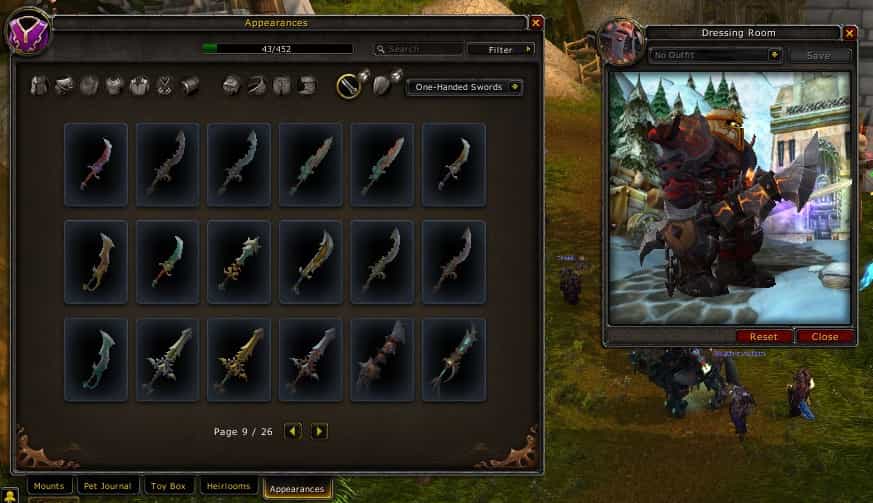 Appearances
43/452
Search
Filter
One-Handed Swords
Page 9 / 26
Mounts
Pet Journal
Toy Box
Heirlooms
Appearances
Dressing Room
No Outfit
Save
Reset
Close